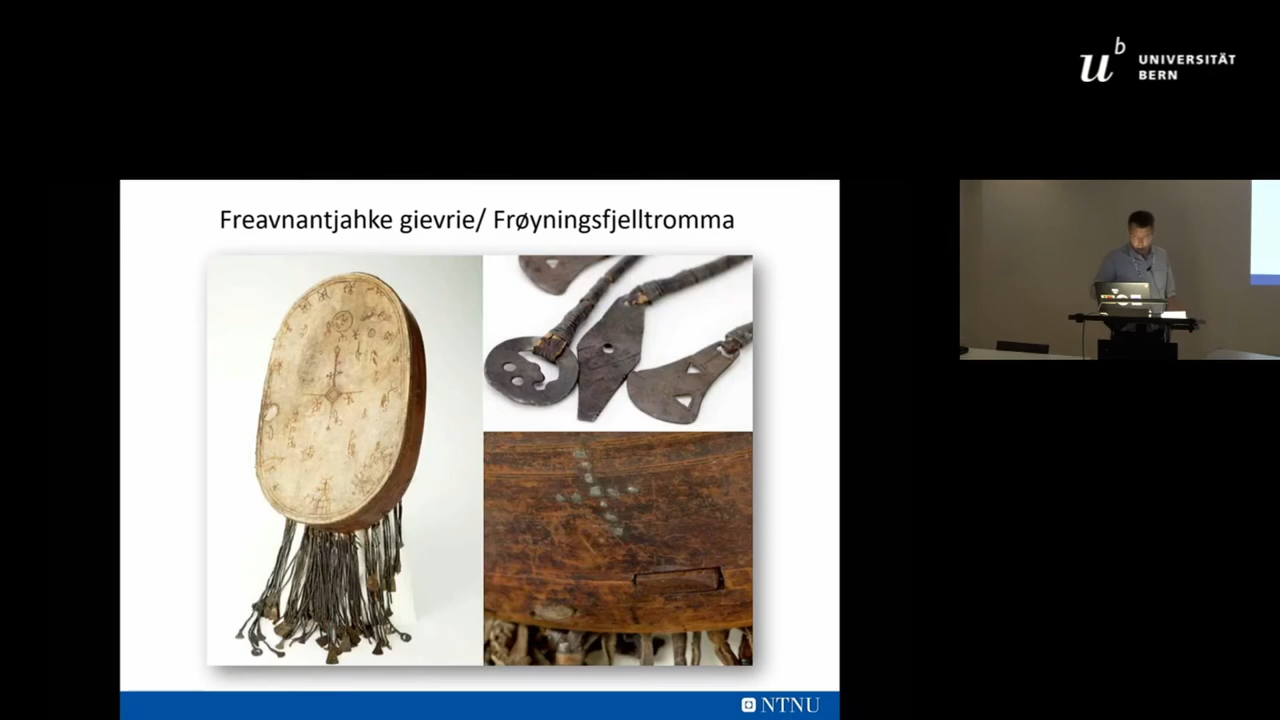 u^b
UNIVERSITÄT
BERN
Freavnantjahke gievrie/ Frøyningsfjelltromma
NTNU